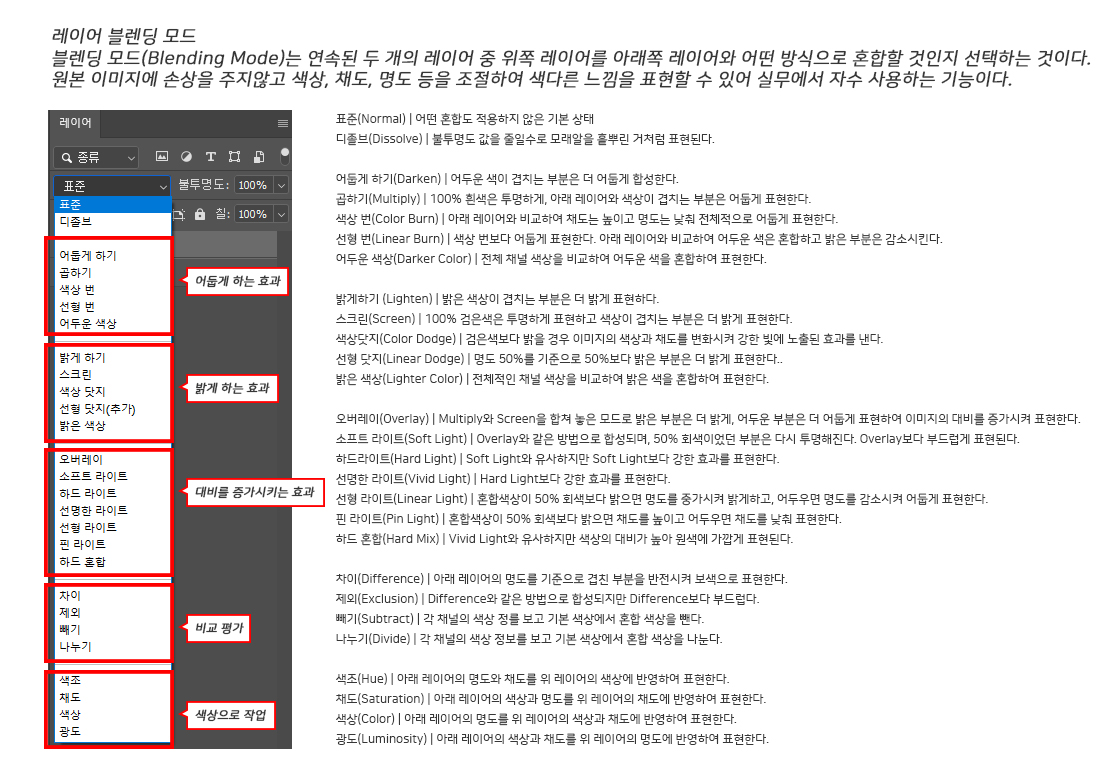 레이어 블렌딩 모드
블렌딩 모드(Blending Mode)는 연속된 두 개의 레이어 중 위쪽 레이어를 아래쪽 레이어와 어떤 방식으로 혼합할 것인지 선택하는 것이다.
원본 이미지에 손상을 주지않고 색상, 채도, 명도 등을 조절하여 색다른 느낌을 표현할 수 있어 실무에서 자수 사용하는 기능이다.
레이어
종류
표준
불투명도: 100%
표준
디졸브
칠: 100%
어둡게 하기
곱하기
색상 번
선형 번
어두운 색상
어둡게 하는 효과
밝게 하기
스크린
색상 닷지
선형 닷지(추가)
밝은 색상
밝게 하는 효과
오버레이
소프트 라이트
하드 라이트
선명한 라이트
선형 라이트
핀 라이트
하드 혼합
대비를 증가시키는 효과
차이
제외
빼기
나누기
비교 평가
색조
채도
색상
광도
색상으로 작업
표준(Normal) | 어떤 혼합도 적용하지 않은 기본 상태
디졸브(Dissolve) | 불투명도 값을 줄일수로 모래알을 흩뿌린 거처럼 표현된다.
어둡게 하기(Darken) | 어두운 색이 겹치는 부분은 더 어둡게 합성한다.
곱하기(Multiply) | 100% 흰색은 투명하게, 아래 레이어와 색상이 겹치는 부분은 어둡게 표현한다.
색상 번(Color Burn) | 아래 레이어와 비교하여 채도는 높이고 명도는 낮춰 전체적으로 어둡게 표현한다.
선형 번(Linear Burn) | 색상 번보다 어둡게 표현한다. 아래 레이어와 비교하여 어두운 색은 혼합하고 밝은 부분은 감소시킨다.
어두운 색상(Darker Color) | 전체 채널 색상을 비교하여 어두운 색을 혼합하여 표현한다.
밝게하기 (Lighten) | 밝은 색상이 겹치는 부분은 더 밝게 표현하다.
스크린(Screen) | 100% 검은색은 투명하게 표현하고 색상이 겹치는 부분은 더 밝게 표현한다.
색상닷지(Color Dodge) | 검은색보다 밝을 경우 이미지의 색상과 채도를 변화시켜 강한 빛에 노출된 효과를 낸다.
선형 닷지(Linear Dodge) | 명도 50%를 기준으로 50%보다 밝은 부분은 더 밝게 표현한다..
밝은 색상(Lighter Color) | 전체적인 채널 색상을 비교하여 밝은 색을 혼합하여 표현한다.
오버레이(Overlay) | Multiply와 Screen을 합쳐 놓은 모드로 밝은 부분은 더 밝게, 어두운 부분은 더 어둡게 표현하여 이미지의 대비를 증가시켜 표현한다.
소프트 라이트(Soft Light) | Overlay와 같은 방법으로 합성되며, 50% 회색이었던 부분은 다시 투명해진다. Overlay보다 부드럽게 표현된다.
하드라이트(Hard Light) | Soft Light와 유사하지만 Soft Light보다 강한 효과를 표현한다.
선명한 라이트(Vivid Light) | Hard Light보다 강한 효과를 표현한다.
선형 라이트(Linear Light) | 혼합색상이 50% 회색보다 밝으면 명도를 증가시켜 밝게하고, 어두우면 명도를 감소시켜 어둡게 표현한다.
핀 라이트(Pin Light) | 혼합색상이 50% 회색보다 밝으면 채도를 높이고 어두우면 채도를 낮춰 표현한다.
하드 혼합(Hard Mix) | Vivid Light와 유사하지만 색상의 대비가 높아 원색에 가깝게 표현된다.
차이(Difference) | 아래 레이어의 명도를 기준으로 겹친 부분을 반전시켜 보색으로 표현한다.
제외(Exclusion) | Difference와 같은 방법으로 합성되지만 Difference보다 부드럽다.
빼기(Subtract) | 각 채널의 색상 정를 보고 기본 색상에서 혼합 색상을 뺀다.
나누기(Divide) | 각 채널의 색상 정보를 보고 기본 색상에서 혼합 색상을 나눈다.
색조(Hue) | 아래 레이어의 명도와 채도를 위 레이어의 색상에 반영하여 표현한다.
채도(Saturation) | 아래 레이어의 색상과 명도를 위 레이어의 채도에 반영하여 표현한다.
색상(Color) | 아래 레이어의 명도를 위 레이어의 색상과 채도에 반영하여 표현한다.
광도(Luminosity) | 아래 레이어의 색상과 채도를 위 레이어의 명도에 반영하여 표현한다.